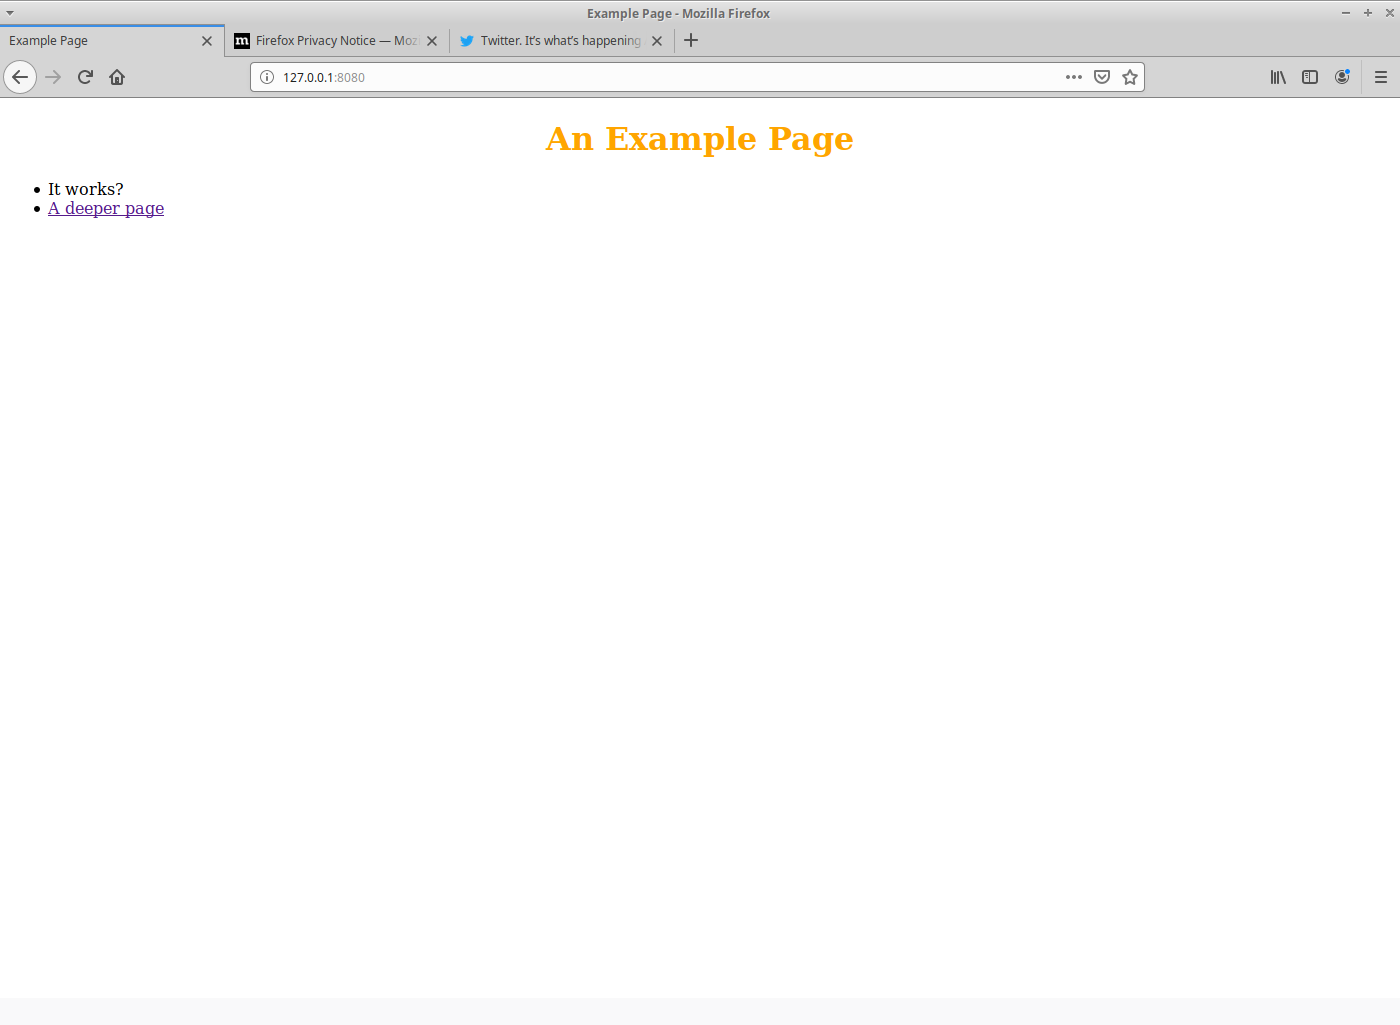 Example Page - Mozilla Firefox
Example Page
m Firefox Privacy Notice — Moz
Twitter. It’s what’s happening
127.0.0.1:8080
An Example Page
It works?
A deeper page